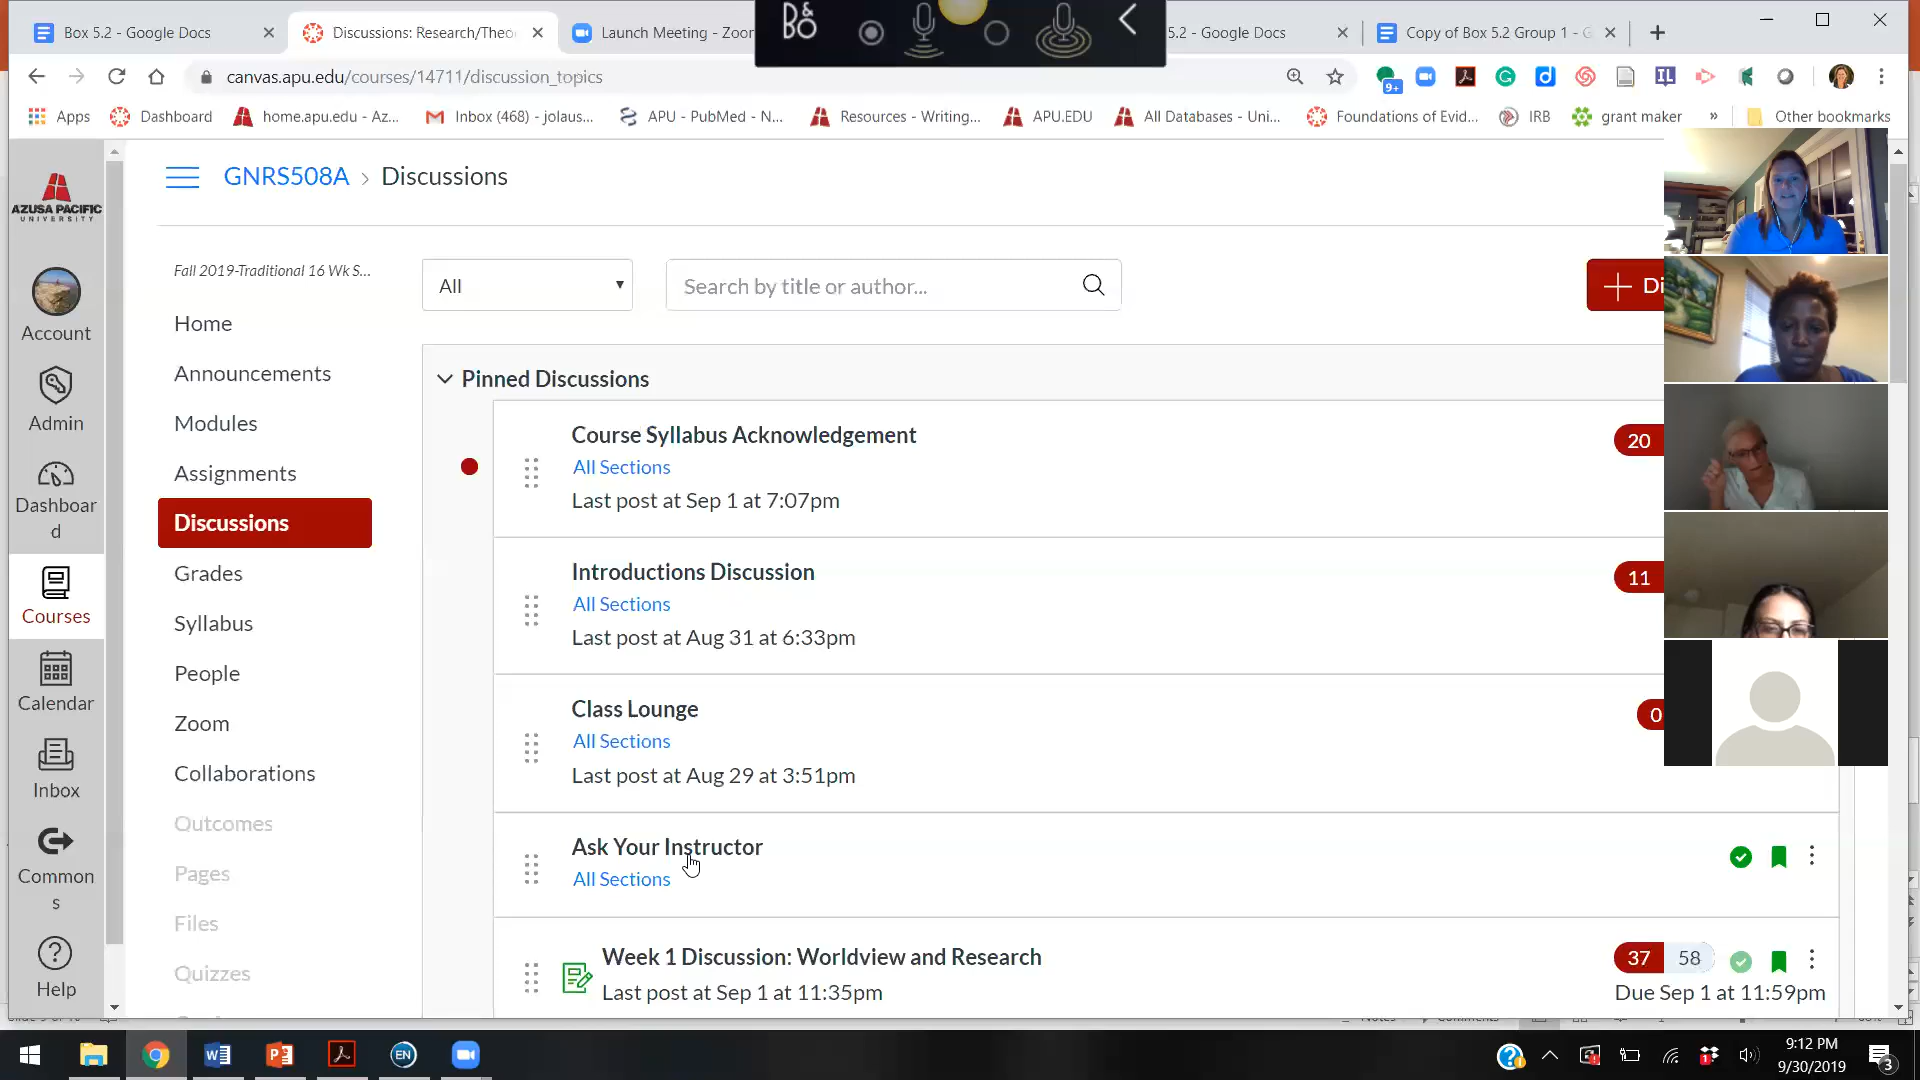 Box 5.2 - Google Docs
Discussions: Research/Theo
Launch Meeting - Zoom
B&O
5.2 - Google Docs
Copy of Box 5.2 Group 1 - G
canvas.apu.edu/courses/14711/discussion_topics
9+
IL
Apps
Dashboard
home.apu.edu - Az...
Inbox (468) - jolaus...
APU - PubMed - N...
Resources - Writing...
APU.EDU
All Databases - Uni...
Foundations of Evid...
IRB
grant maker
»
Other bookmarks
AZUSA PACIFIC
UNIVERSITY
Account
Admin
Dashboar
d
Courses
Calendar
Inbox
Common
s
Help
GNRS508A › Discussions
Fall 2019-Traditional 16 Wk S...
Home
Announcements
Modules
Assignments
Discussions
Grades
Syllabus
People
Zoom
Collaborations
Outcomes
Pages
Files
Quizzes
All
Search by title or author...
Di
Pinned Discussions
Course Syllabus Acknowledgement
All Sections
Last post at Sep 1 at 7:07pm
20
Introductions Discussion
All Sections
Last post at Aug 31 at 6:33pm
11
Class Lounge
All Sections
Last post at Aug 29 at 3:51pm
0
Ask Your Instructor
All Sections
Week 1 Discussion: Worldview and Research
Last post at Sep 1 at 11:35pm
37 58
Due Sep 1 at 11:59pm
EN
9:12 PM
9/30/2019
3